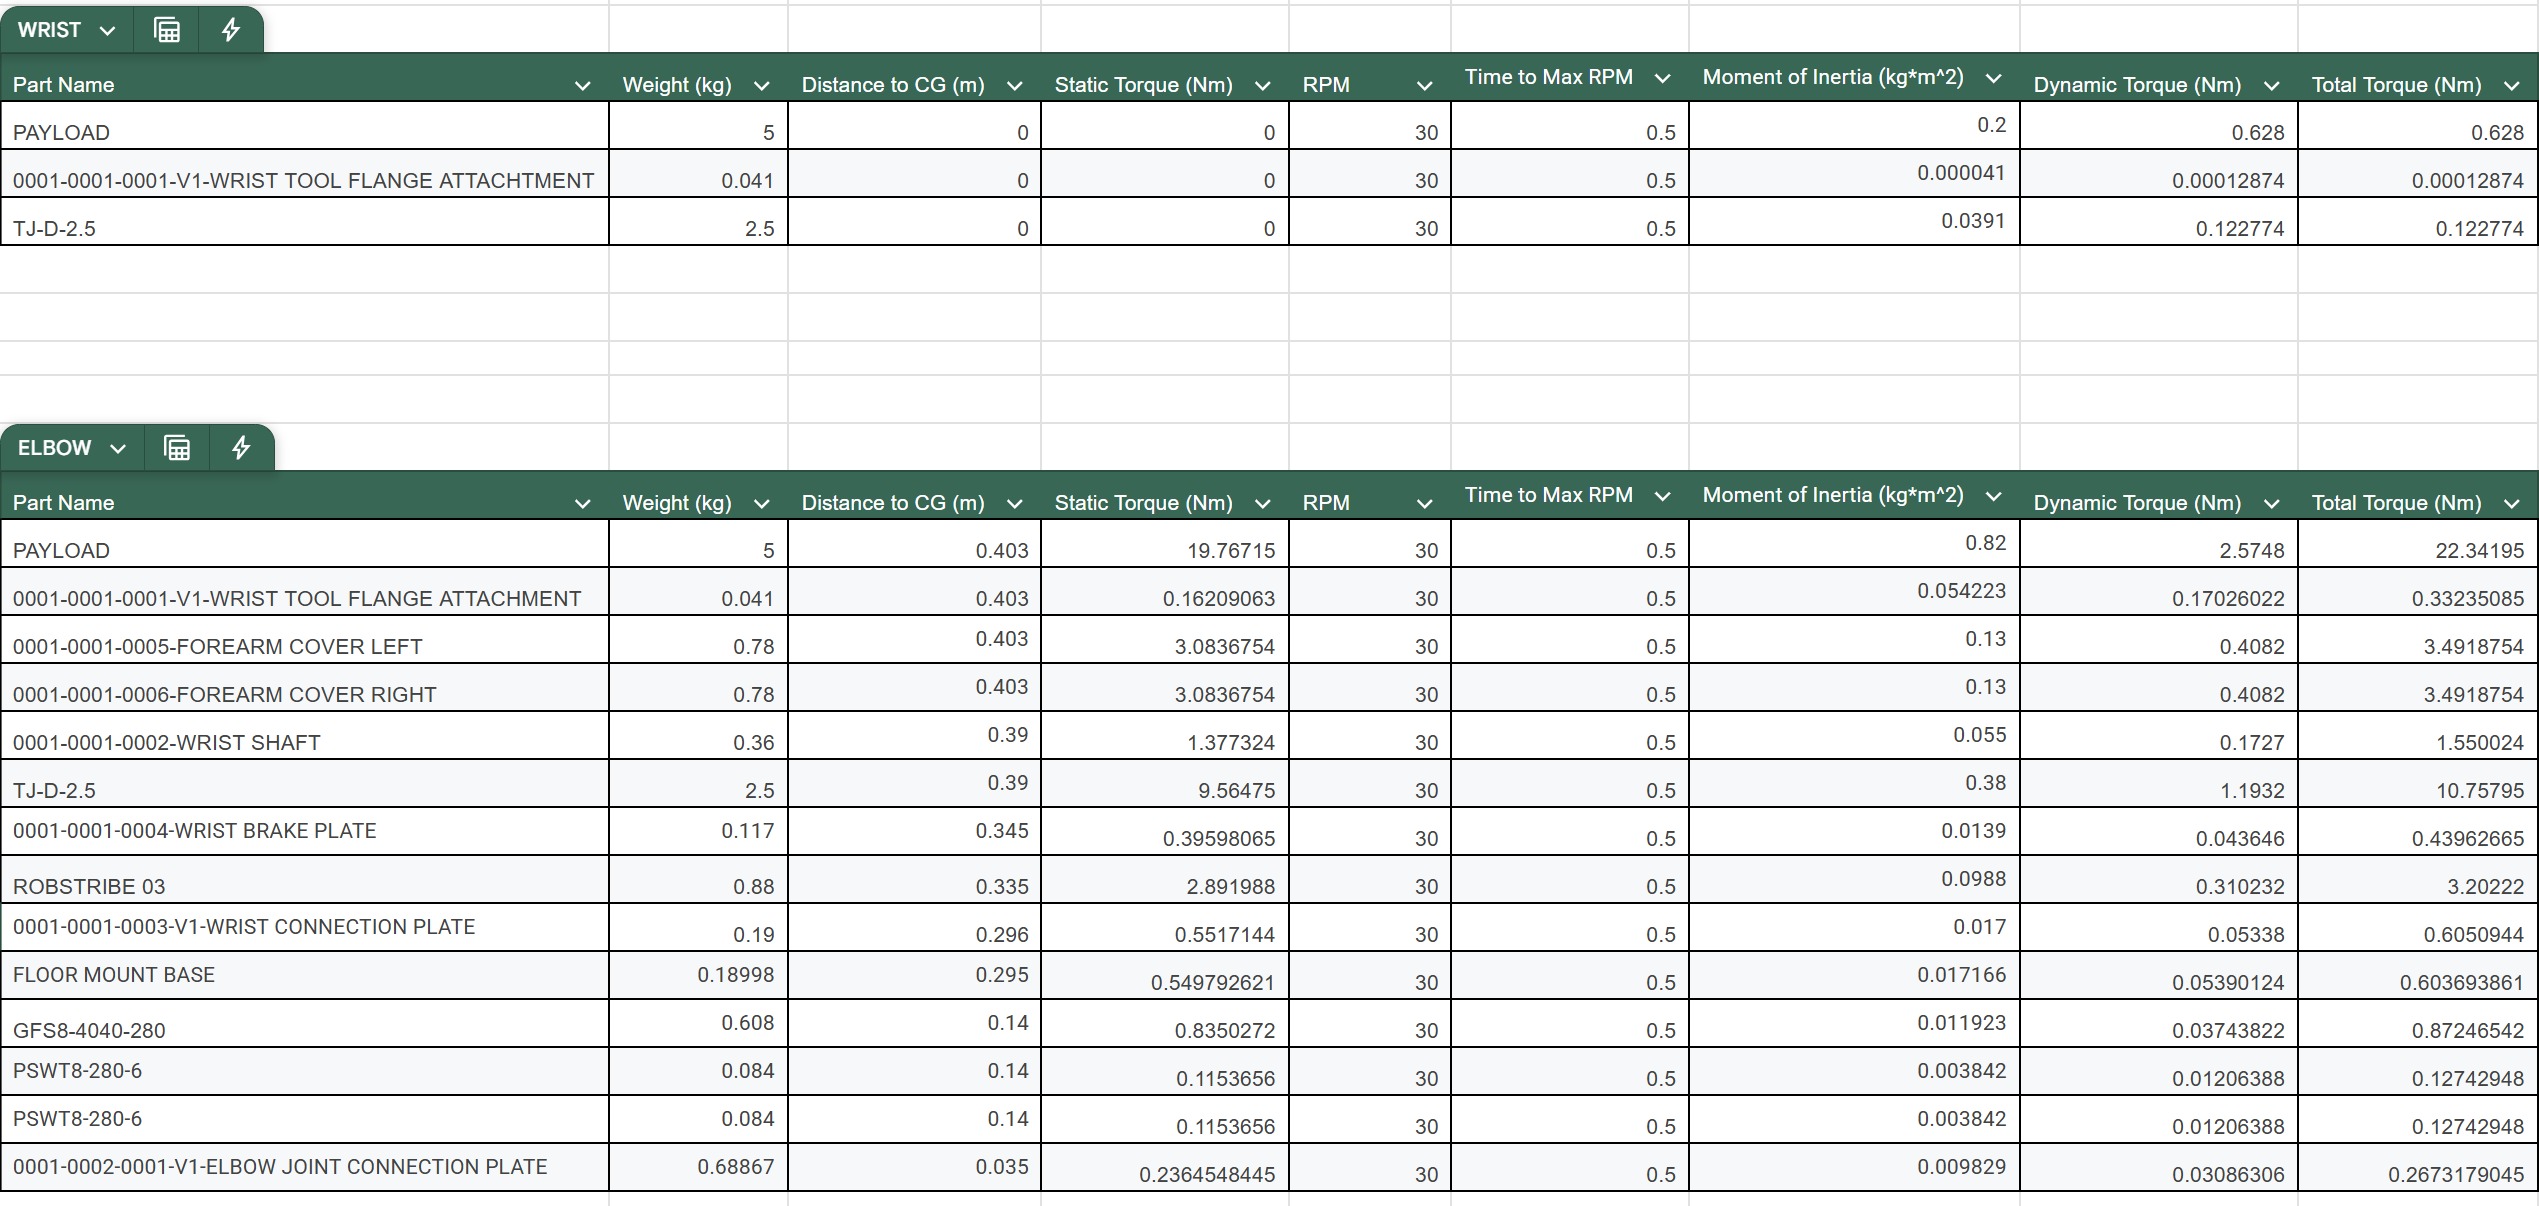 WRIST
Part Name Weight (kg) Distance to CG (m) Static Torque (Nm) RPM Time to Max RPM Moment of Inertia (kg*m^2) Dynamic Torque (Nm) Total Torque (Nm)
PAYLOAD 5 0 0 30 0.5 0.2 0.628 0.628
0001-0001-0001-V1-WRIST TOOL FLANGE ATTACHTMENT 0.041 0 0 30 0.5 0.000041 0.00012874 0.00012874
TJ-D-2.5 2.5 0 0 30 0.5 0.0391 0.122774 0.122774
ELBOW
Part Name Weight (kg) Distance to CG (m) Static Torque (Nm) RPM Time to Max RPM Moment of Inertia (kg*m^2) Dynamic Torque (Nm) Total Torque (Nm)
PAYLOAD 5 0.403 19.76715 30 0.5 0.82 2.5748 22.34195
0001-0001-0001-V1-WRIST TOOL FLANGE ATTACHMENT 0.041 0.403 0.16209063 30 0.5 0.054223 0.17026022 0.33235085
0001-0001-0005-FOREARM COVER LEFT 0.78 0.403 3.0836754 30 0.5 0.13 0.4082 3.4918754
0001-0001-0006-FOREARM COVER RIGHT 0.78 0.403 3.0836754 30 0.5 0.13 0.4082 3.4918754
0001-0001-0002-WRIST SHAFT 0.36 0.39 1.377324 30 0.5 0.055 0.1727 1.550024
TJ-D-2.5 2.5 0.39 9.56475 30 0.5 0.38 1.1932 10.75795
0001-0001-0004-WRIST BRAKE PLATE 0.117 0.345 0.39598065 30 0.5 0.0139 0.043646 0.43962665
ROBSTRIBE 03 0.88 0.335 2.891988 30 0.5 0.0988 0.310232 3.20222
0001-0001-0003-V1-WRIST CONNECTION PLATE 0.19 0.296 0.5517144 30 0.5 0.017 0.05338 0.6050944
FLOOR MOUNT BASE 0.18998 0.295 0.549792621 30 0.5 0.017166 0.05390124 0.603693861
GFS8-4040-280 0.608 0.14 0.8350272 30 0.5 0.011923 0.03743822 0.87246542
PSWT8-280-6 0.084 0.14 0.1153656 30 0.5 0.003842 0.01206388 0.12742948
PSWT8-280-6 0.084 0.14 0.1153656 30 0.5 0.003842 0.01206388 0.12742948
0001-0002-0001-V1-ELBOW JOINT CONNECTION PLATE 0.68867 0.035 0.2364548445 30 0.5 0.009829 0.03086306 0.2673179045